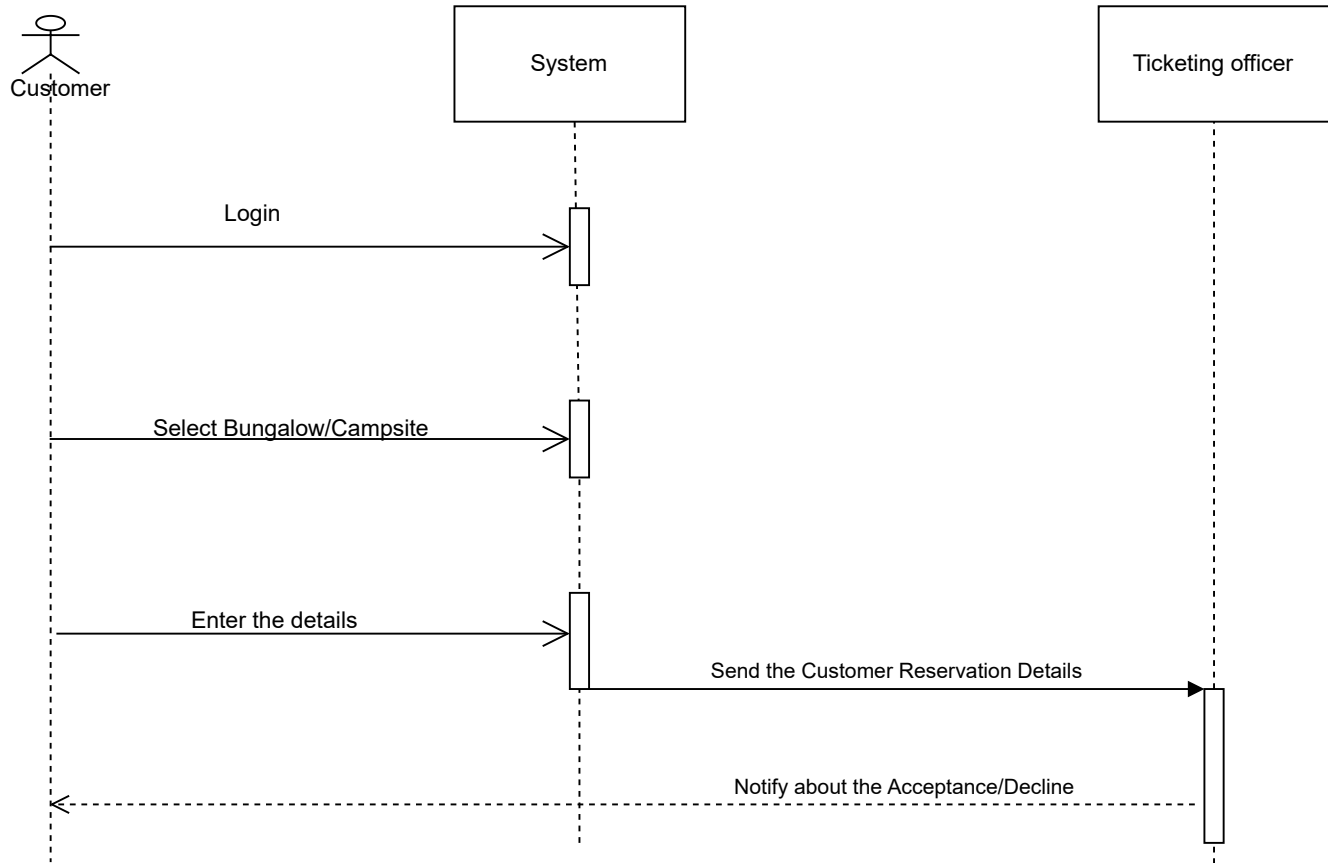 Customer
System
Ticketing officer
Login
Select Bungalow/Campsite
Enter the details
Send the Customer Reservation Details
Notify about the Acceptance/Decline